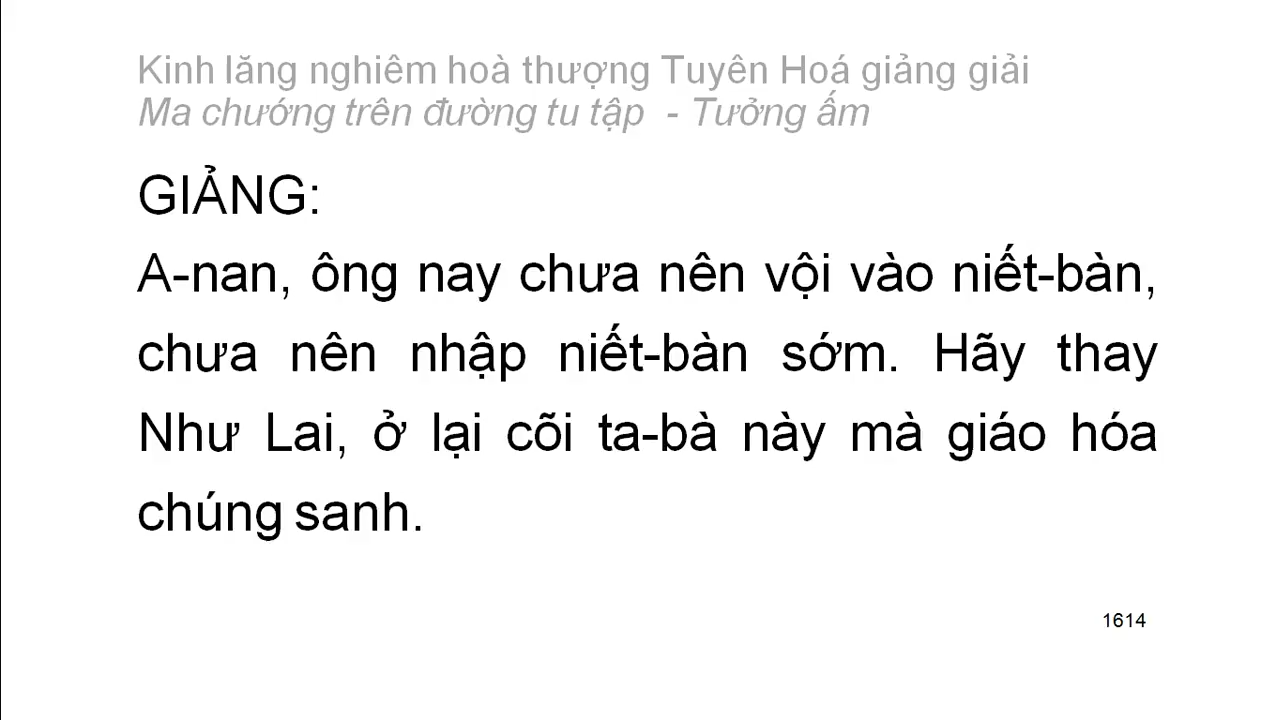 Kinh lăng nghiêm hoà thượng Tuyên Hoá giảng giải
Ma chướng trên đường tu tập - Tưởng ấm
GIẢNG:
A-nan, ông nay chưa nên vội vào niết-bàn,
chưa nên nhập niết-bàn sớm. Hãy thay
Như Lai, ở lại cõi ta-bà này mà giáo hóa
chúng sanh.
1614